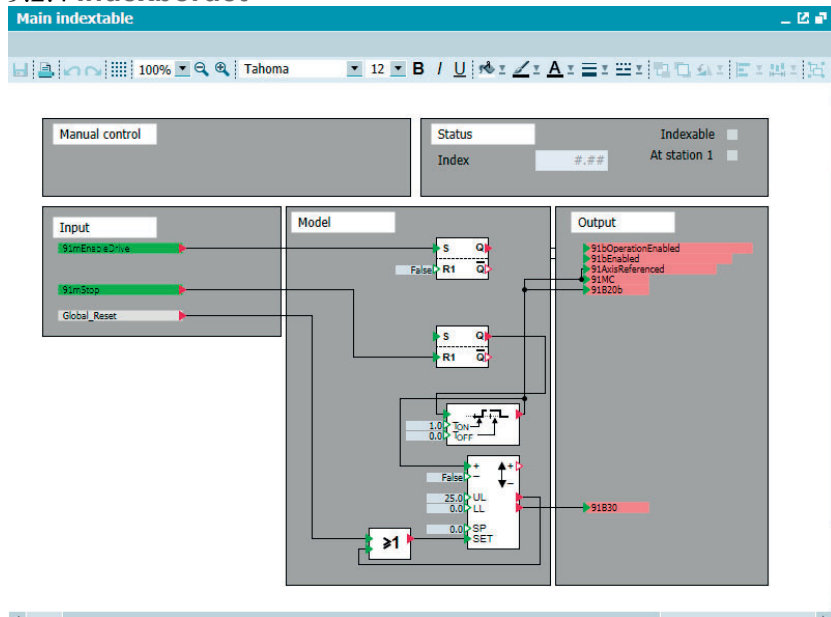 Main indextable
100% Tahoma 12 B I U A
Manual control
Status
Indexable
Index #.##
At station 1
Input
Model
Output
91mEnableDrive
S Q
91bOperationEnabled
91bEnabled
False R1 Q
91AxisReferenced
91MC
91mStop
91B20b
Global_Reset
S Q
R1 Q
1.0 TON
0.0 TOFF
+ +
False − −
25.0 UL
0.0 LL
91B30
0.0 SP
≥1 SET